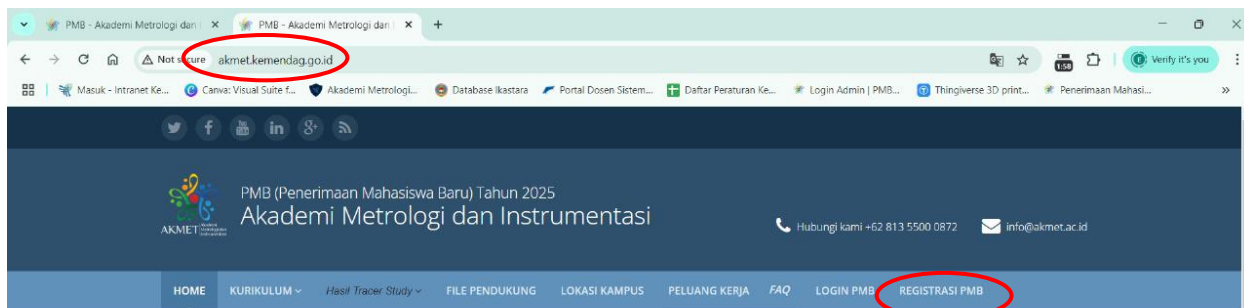 PMB - Akademi Metrologi dan I
PMB - Akademi Metrologi dan I
Not secure akmet.kemendag.go.id
1:58
Verify it's you
Masuk - Intranet Ke...
Canva: Visual Suite f...
Akademi Metrologi...
Database Ikastara
Portal Dosen Sistem...
Daftar Peraturan Ke...
Login Admin | PMB...
Thingiverse 3D print...
Penerimaan Mahasi...
PMB (Penerimaan Mahasiswa Baru) Tahun 2025
Akademi Metrologi dan Instrumentasi
AKMET
Hubungi kami +62 813 5500 0872
info@akmet.ac.id
HOME
KURIKULUM
Hasil Tracer Study
FILE PENDUKUNG
LOKASI KAMPUS
PELUANG KERJA
FAQ
LOGIN PMB
REGISTRASI PMB